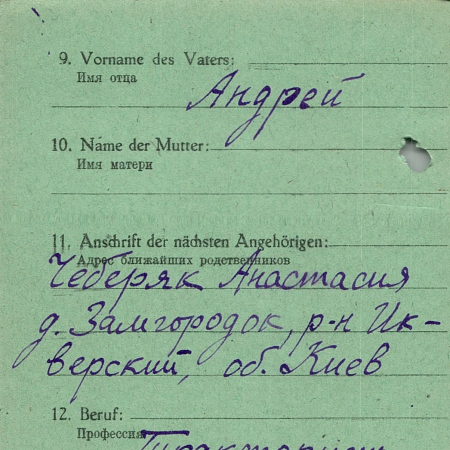 9. Vorname des Vaters:
Имя отца
Андрей
10. Name der Mutter:
Имя матери
11. Anschrift der nächsten Angehörigen:
Адрес ближайших родственников
Чеберяк Анастасия
д. Замгородок, р-н Ик-
верский, об. Киев
12. Beruf:
Профессия